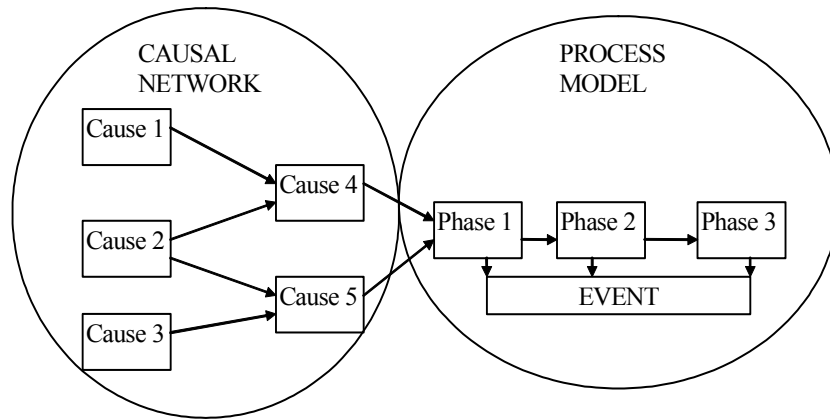 CAUSAL
NETWORK
PROCESS
MODEL
Cause 1
Cause 2
Cause 3
Cause 4
Cause 5
Phase 1
Phase 2
Phase 3
EVENT